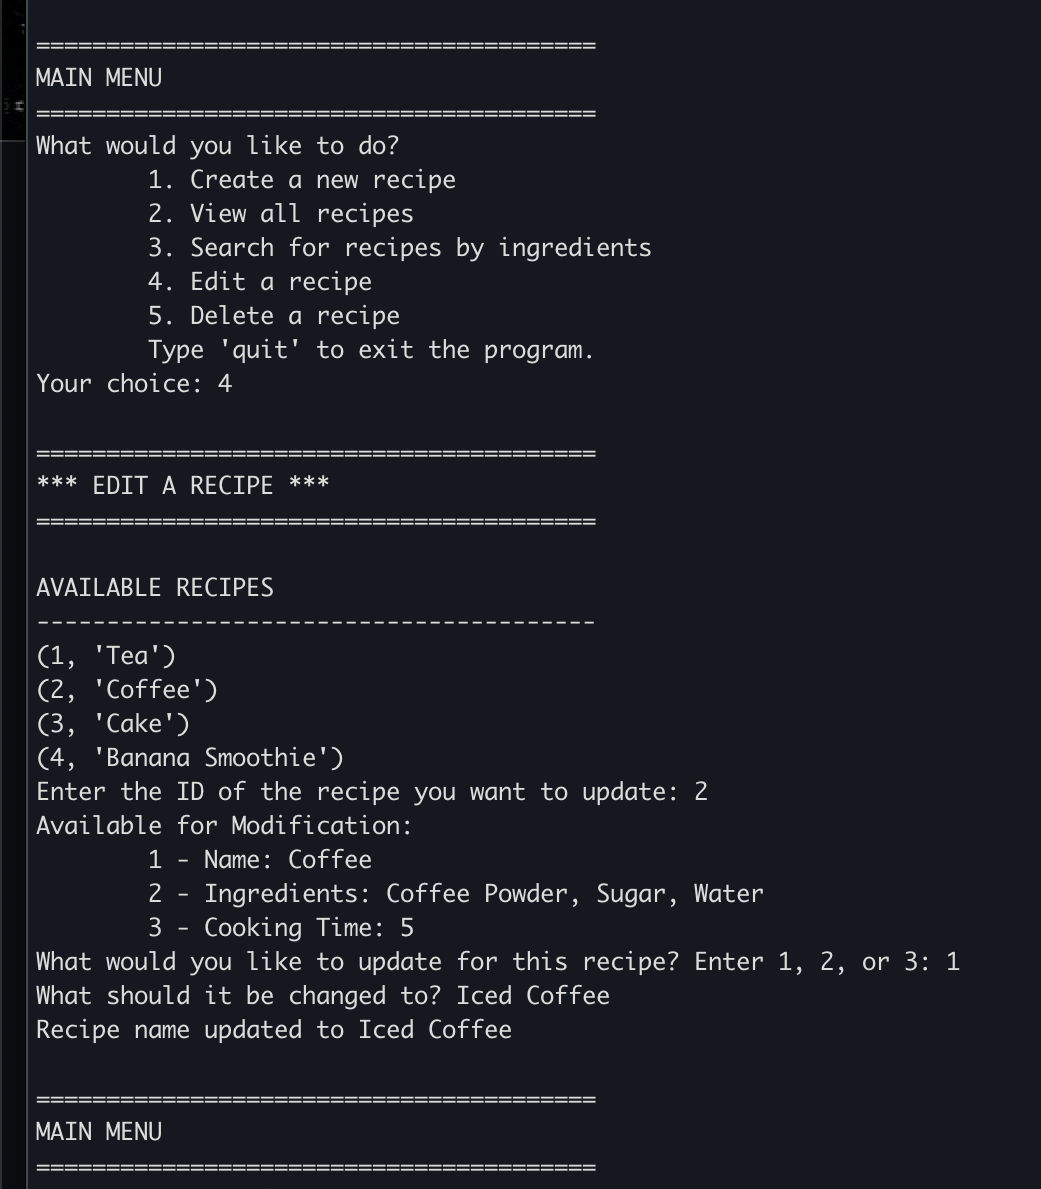 ========================================
MAIN MENU
========================================
What would you like to do?
        1. Create a new recipe
        2. View all recipes
        3. Search for recipes by ingredients
        4. Edit a recipe
        5. Delete a recipe
        Type 'quit' to exit the program.
Your choice: 4
========================================
*** EDIT A RECIPE ***
========================================
AVAILABLE RECIPES
----------------------------------------
(1, 'Tea')
(2, 'Coffee')
(3, 'Cake')
(4, 'Banana Smoothie')
Enter the ID of the recipe you want to update: 2
Available for Modification:
        1 - Name: Coffee
        2 - Ingredients: Coffee Powder, Sugar, Water
        3 - Cooking Time: 5
What would you like to update for this recipe? Enter 1, 2, or 3: 1
What should it be changed to? Iced Coffee
Recipe name updated to Iced Coffee
========================================
MAIN MENU
========================================